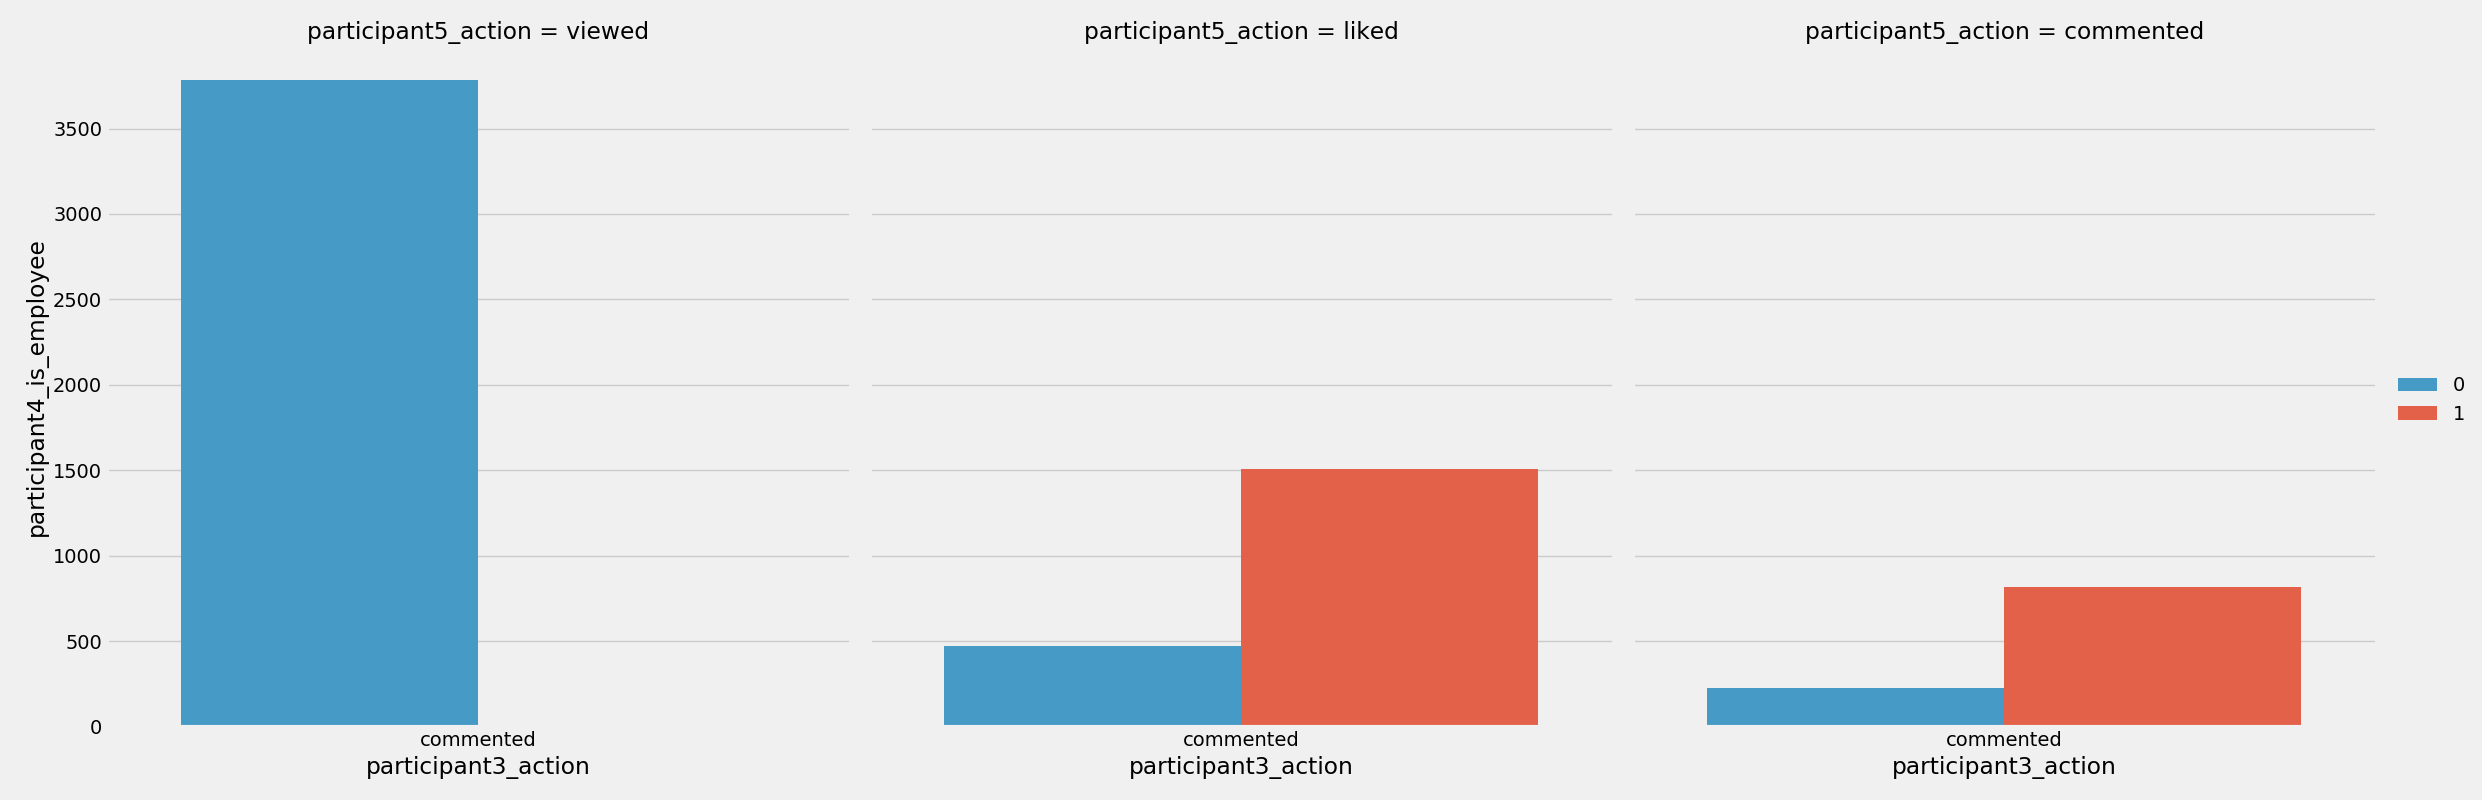 participant5_action = viewed
participant5_action = liked
participant5_action = commented
participant4_is_employee
3500
3000
2500
2000
1500
1000
500
0
commented
participant3_action
commented
participant3_action
commented
participant3_action
0
1